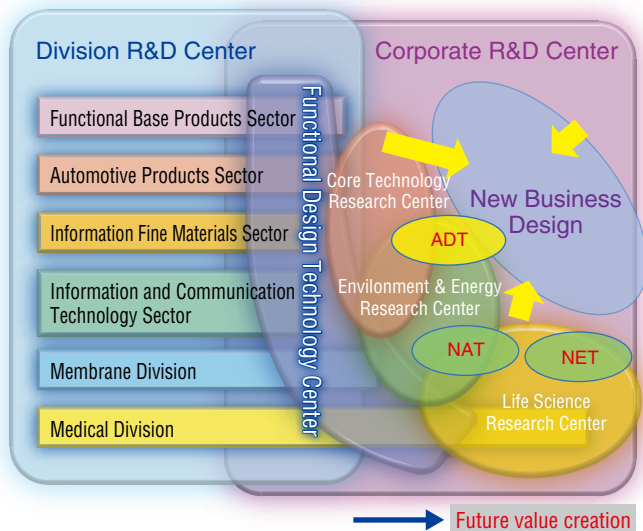 Division R&D Center
Corporate R&D Center
Functional Design Technology Center
Functional Base Products Sector
Automotive Products Sector
Information Fine Materials Sector
Information and Communication
Technology Sector
Membrane Division
Medical Division
Core Technology
Research Center
New Business
Design
ADT
Envilonment & Energy
Research Center
NAT
NET
Life Science
Research Center
Future value creation